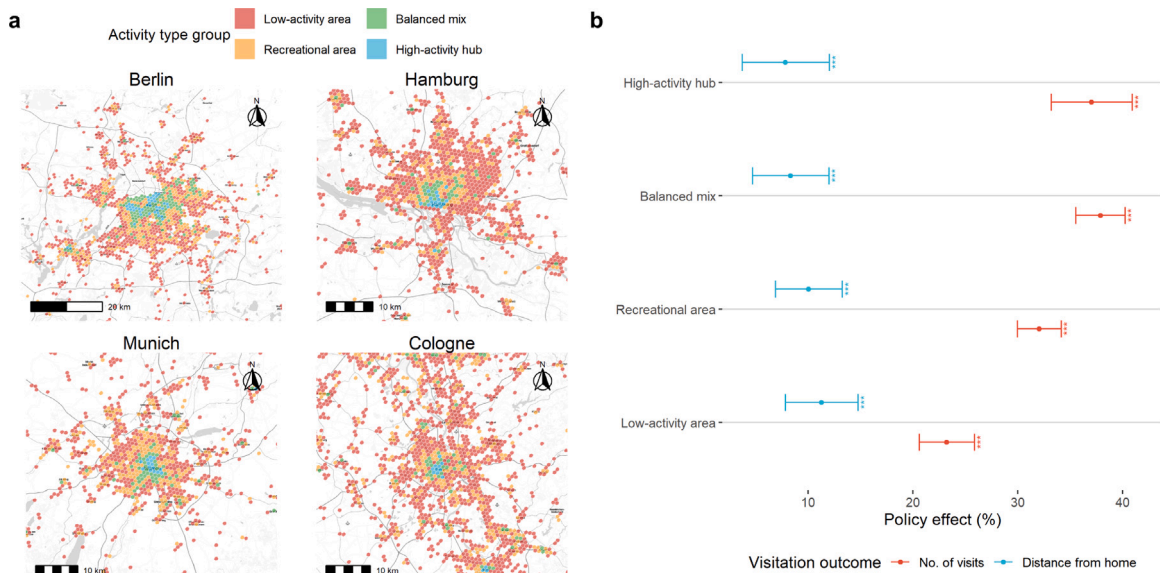 a
Activity type group
Low-activity area
Balanced mix
Recreational area
High-activity hub
Berlin
Hamburg
N
N
20 km
10 km
Munich
Cologne
N
N
10 km
10 km
b
High-activity hub
***
***
Balanced mix
***
***
Recreational area
***
***
Low-activity area
***
***
10 20 30 40
Policy effect (%)
Visitation outcome No. of visits Distance from home